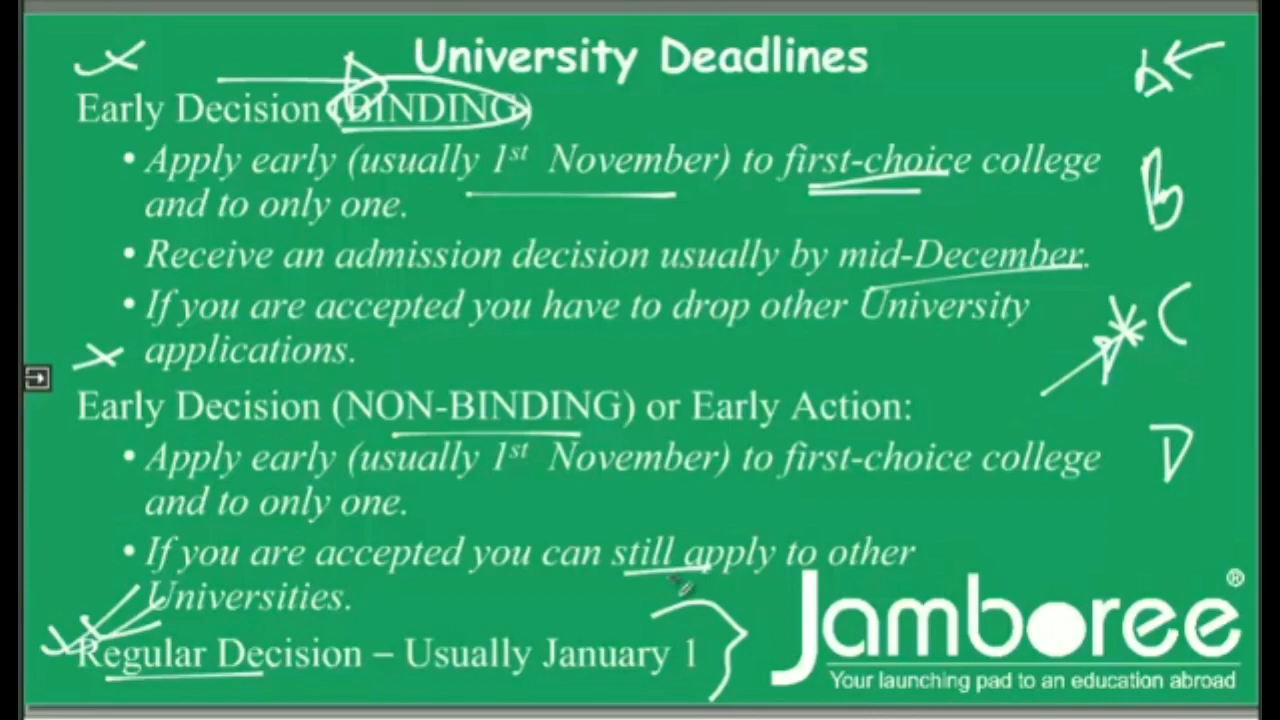 University Deadlines
Early Decision (BINDING)
• Apply early (usually 1st November) to first-choice college
and to only one.
• Receive an admission decision usually by mid-December.
• If you are accepted you have to drop other University
applications.
Early Decision (NON-BINDING) or Early Action:
• Apply early (usually 1st November) to first-choice college
and to only one.
• If you are accepted you can still apply to other
Universities.
Regular Decision – Usually January 1
A
B
C
D
Jamboree®
Your launching pad to an education abroad